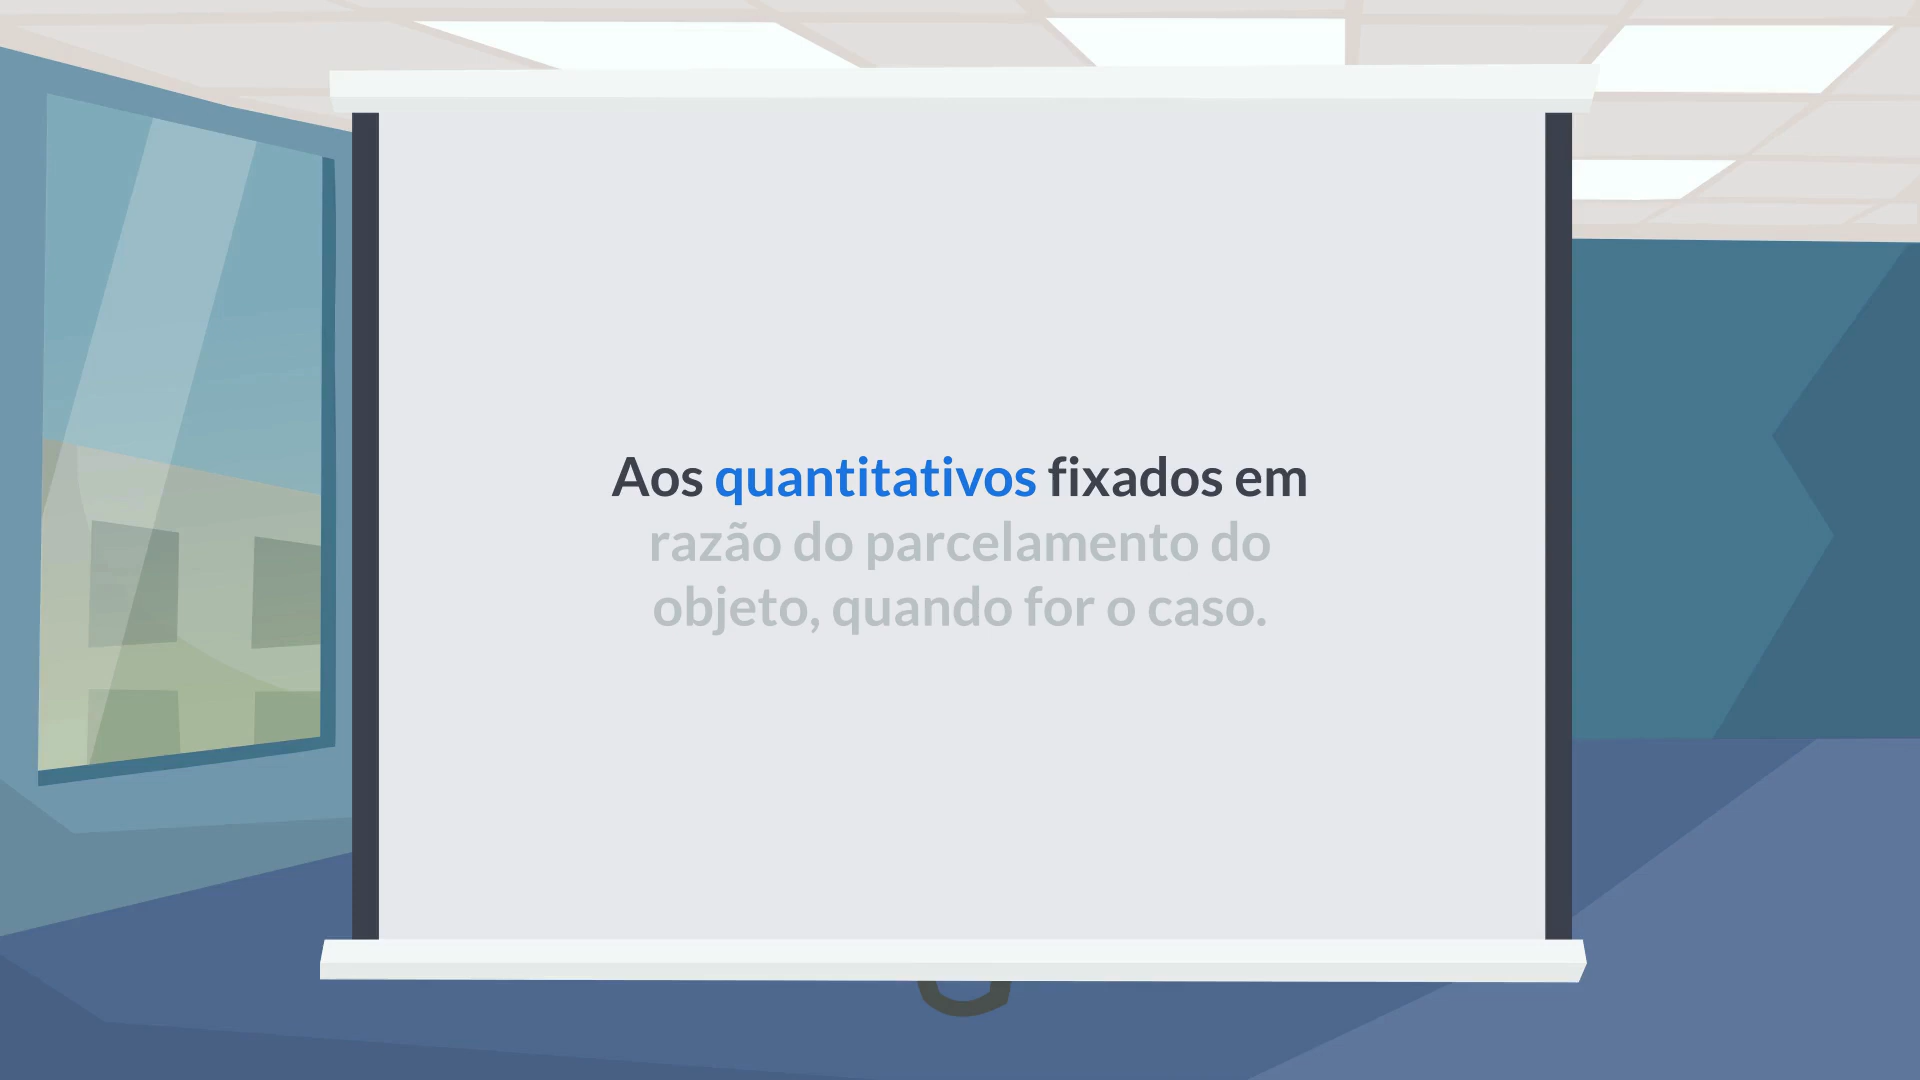 Aos quantitativos fixados em
razão do parcelamento do
objeto, quando for o caso.